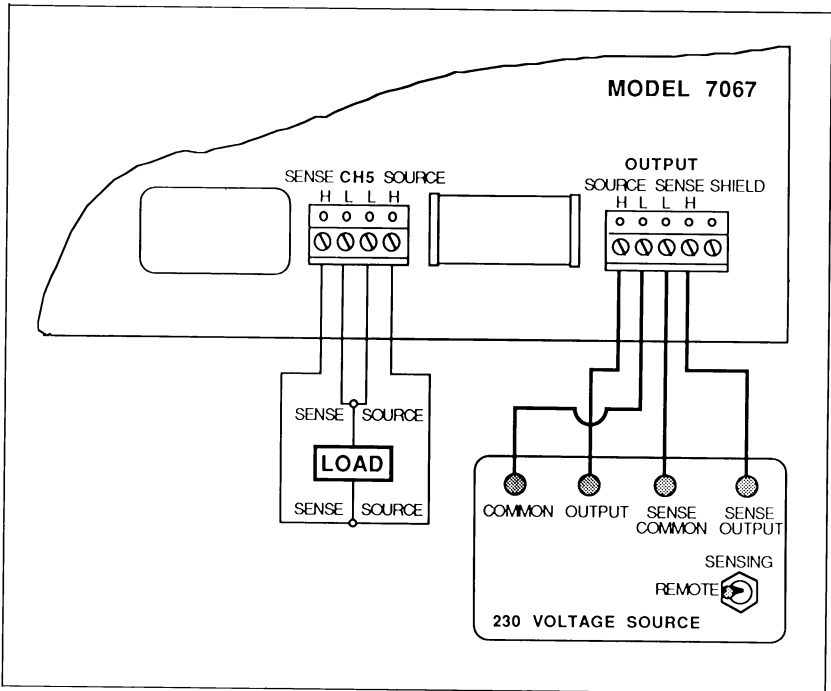 MODEL 7067
SENSE CH5 SOURCE
H L L H
OUTPUT
SOURCE SENSE SHIELD
H L L H
SENSE SOURCE
LOAD
SENSE SOURCE
COMMON OUTPUT SENSE COMMON SENSE OUTPUT
SENSING
REMOTE
230 VOLTAGE SOURCE